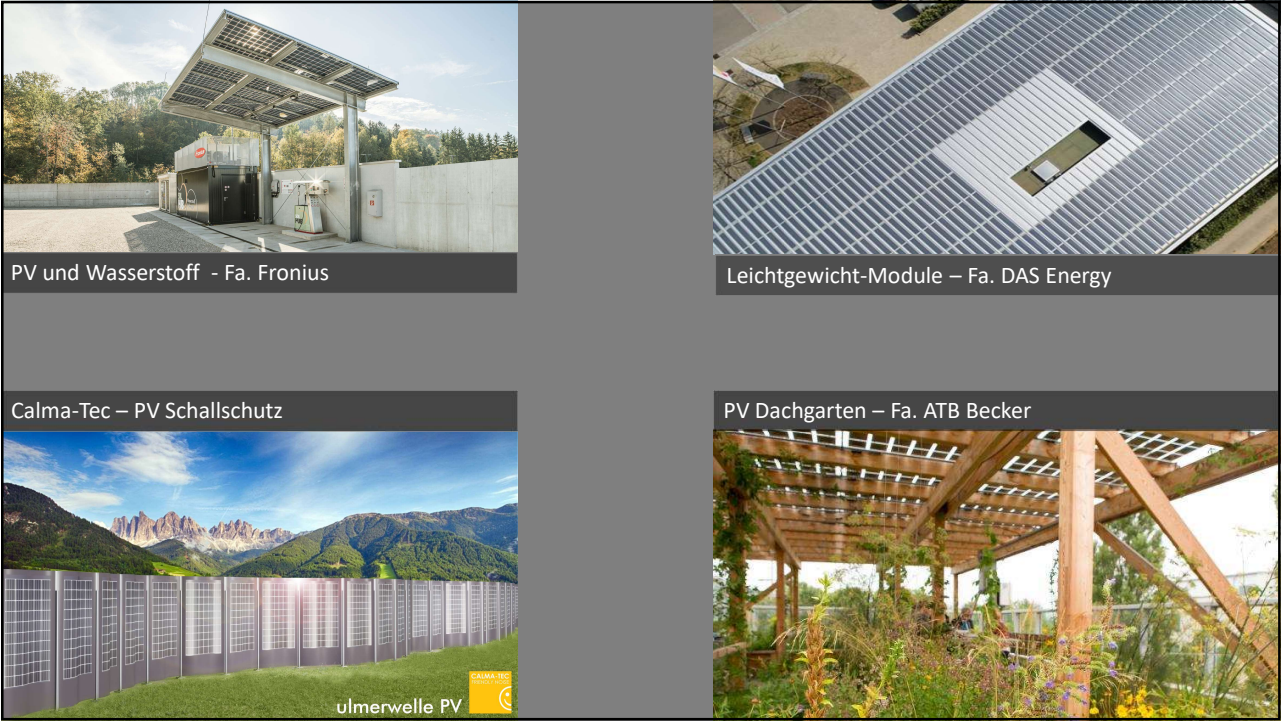 PV und Wasserstoff - Fa. Fronius
Leichtgewicht-Module – Fa. DAS Energy
Calma-Tec – PV Schallschutz
PV Dachgarten – Fa. ATB Becker
ulmerwelle PV
CALMA-TEC